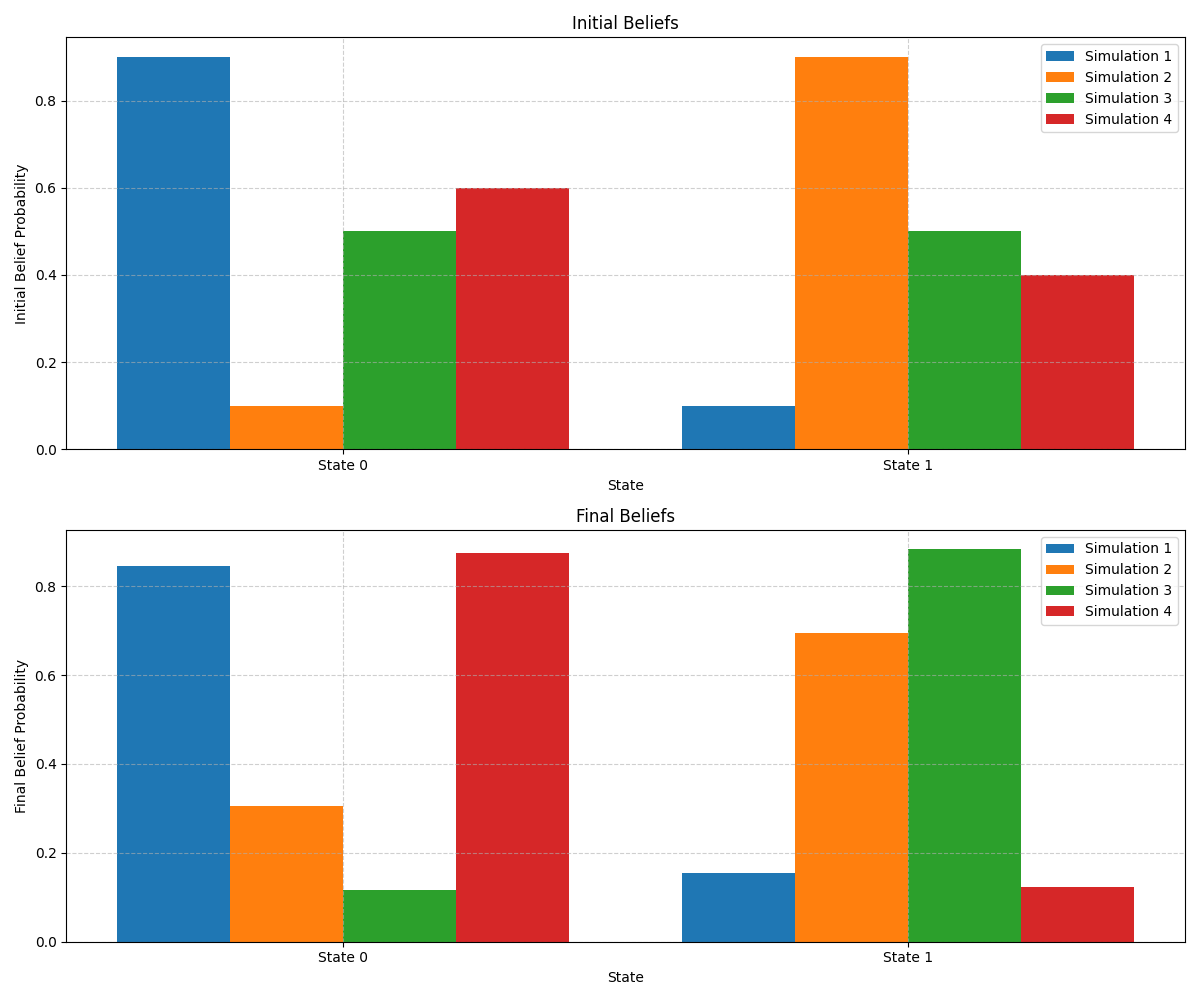 Initial Beliefs
Initial Belief Probability
0.8
0.6
0.4
0.2
0.0
Simulation 1
Simulation 2
Simulation 3
Simulation 4
State 0
State 1
State
Final Beliefs
Final Belief Probability
0.8
0.6
0.4
0.2
0.0
Simulation 1
Simulation 2
Simulation 3
Simulation 4
State 0
State 1
State